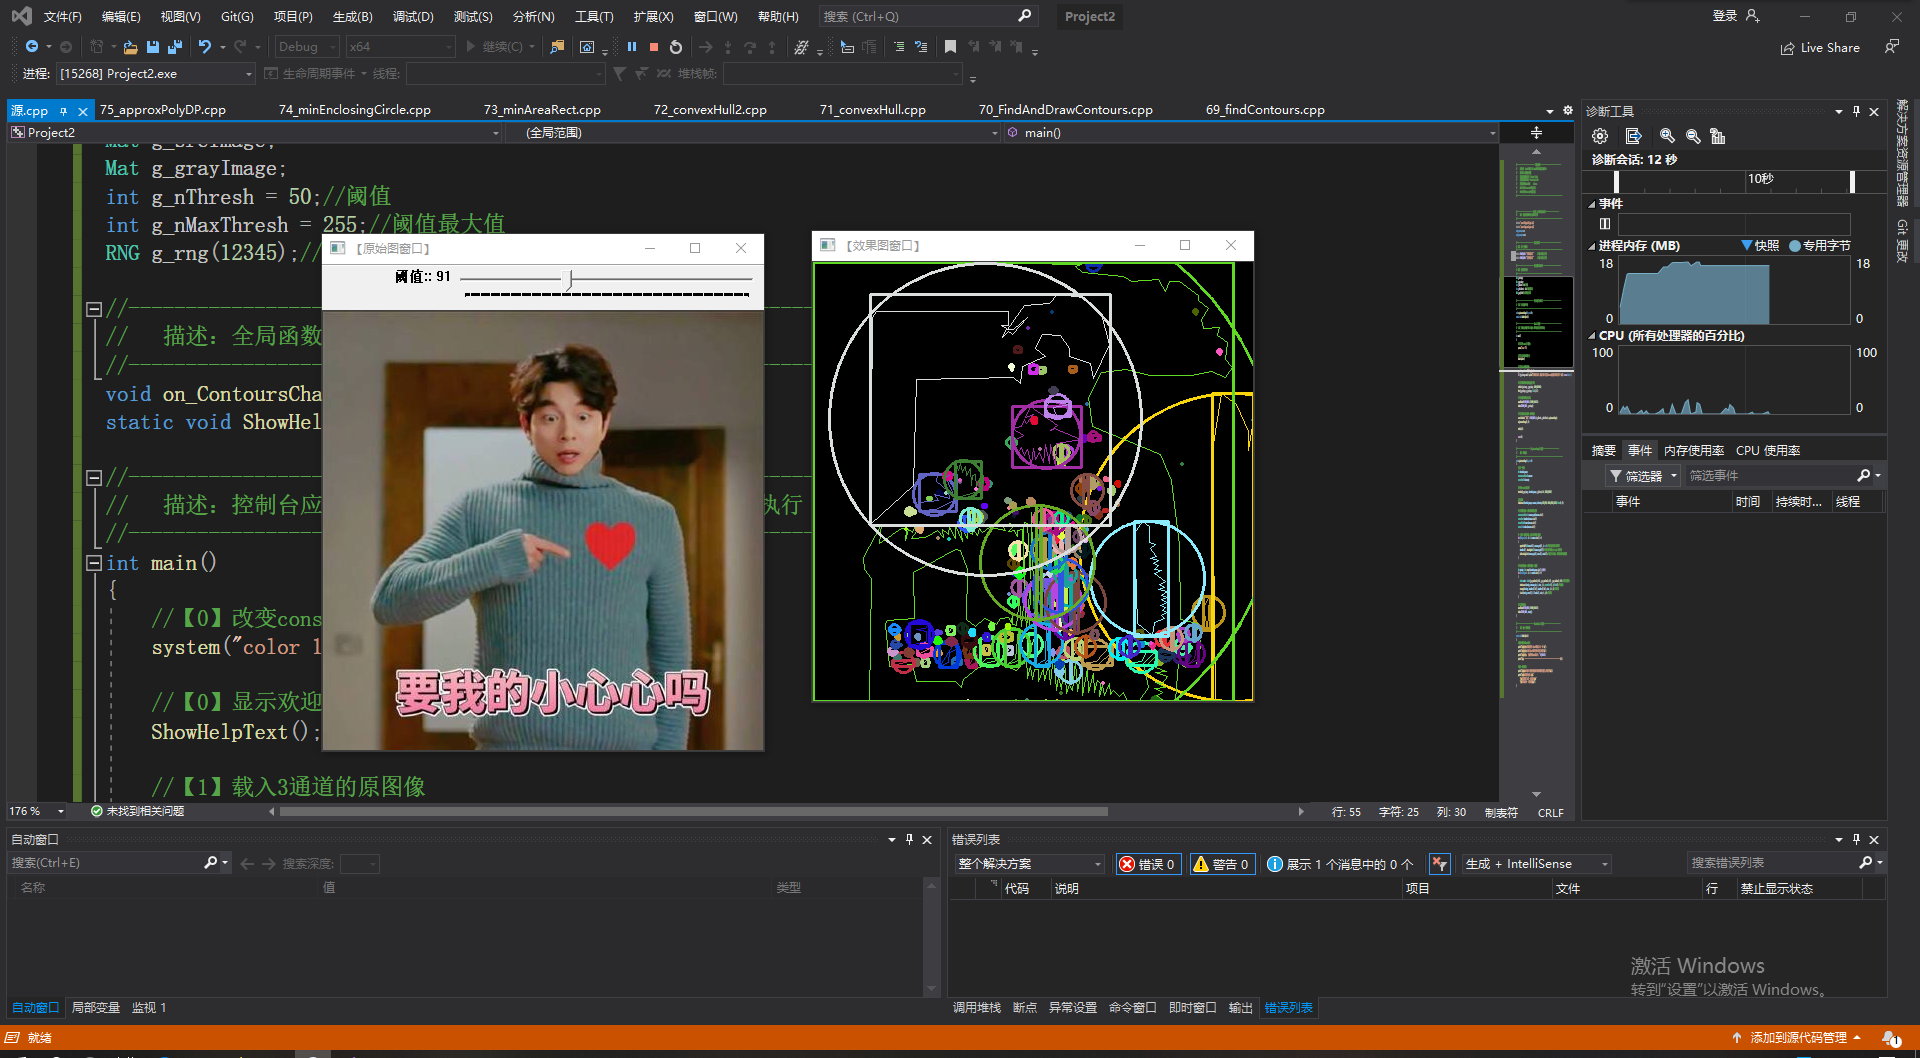 文件(F) 编辑(E) 视图(V) Git(G) 项目(P) 生成(B) 调试(D) 测试(S) 分析(N) 工具(T) 扩展(X) 窗口(W) 帮助(H) 搜索 (Ctrl+Q) Project2 登录
Debug x64 继续(C) Live Share
进程: [15268] Project2.exe 生命周期事件 线程: 堆栈帧:
源.cpp 75_approxPolyDP.cpp 74_minEnclosingCircle.cpp 73_minAreaRect.cpp 72_convexHull2.cpp 71_convexHull.cpp 70_FindAndDrawContours.cpp 69_findContours.cpp
Project2 (全局范围) main()
Mat g_srcImage;
Mat g_grayImage;
int g_nThresh = 50;//阈值
int g_nMaxThresh = 255;//阈值最大值
RNG g_rng(12345);//
//
// 描述: 全局函数
//
void on_ContoursCha
static void ShowHel
//
// 描述: 控制台应 执行
//
int main()
{
//【0】改变cons
system("color 1
//【0】显示欢迎
ShowHelpText();
//【1】载入3通道的原图像
【原始图窗口】
阈值:: 91
要我的小心心吗
【效果图窗口】
176 % 未找到相关问题 行: 55 字符: 25 列: 30 制表符 CRLF
诊断工具
诊断会话: 12 秒
10秒
事件
进程内存 (MB) 快照 专用字节
18 18
0 0
CPU (所有处理器的百分比)
100 100
0 0
摘要 事件 内存使用率 CPU 使用率
筛选器 筛选事件
事件 时间 持续时... 线程
解决方案资源管理器
Git 更改
自动窗口
搜索(Ctrl+E) 搜索深度:
名称 值 类型
自动窗口 局部变量 监视 1
错误列表
整个解决方案 错误 0 警告 0 展示 1 个消息中的 0 个 生成 + IntelliSense 搜索错误列表
代码 说明 项目 文件 行 禁止显示状态
激活 Windows
转到"设置"以激活 Windows。
调用堆栈 断点 异常设置 命令窗口 即时窗口 输出 错误列表
就绪 添加到源代码管理 1